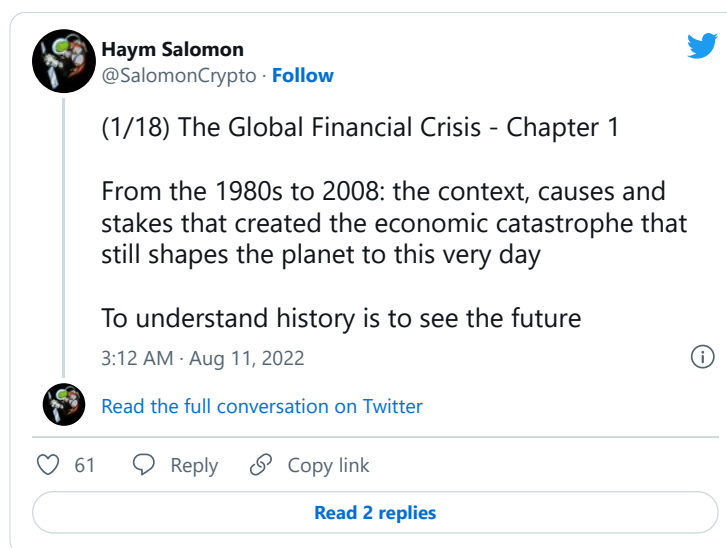 Haym Salomon
@SalomonCrypto · Follow
(1/18) The Global Financial Crisis - Chapter 1
From the 1980s to 2008: the context, causes and
stakes that created the economic catastrophe that
still shapes the planet to this very day
To understand history is to see the future
3:12 AM · Aug 11, 2022
Read the full conversation on Twitter
61 Reply Copy link
Read 2 replies